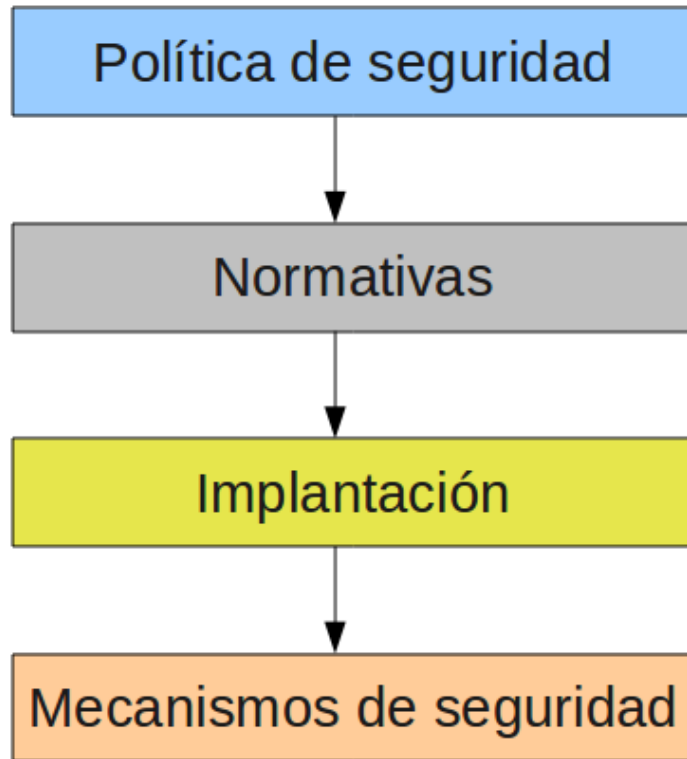 Política de seguridad
Normativas
Implantación
Mecanismos de seguridad